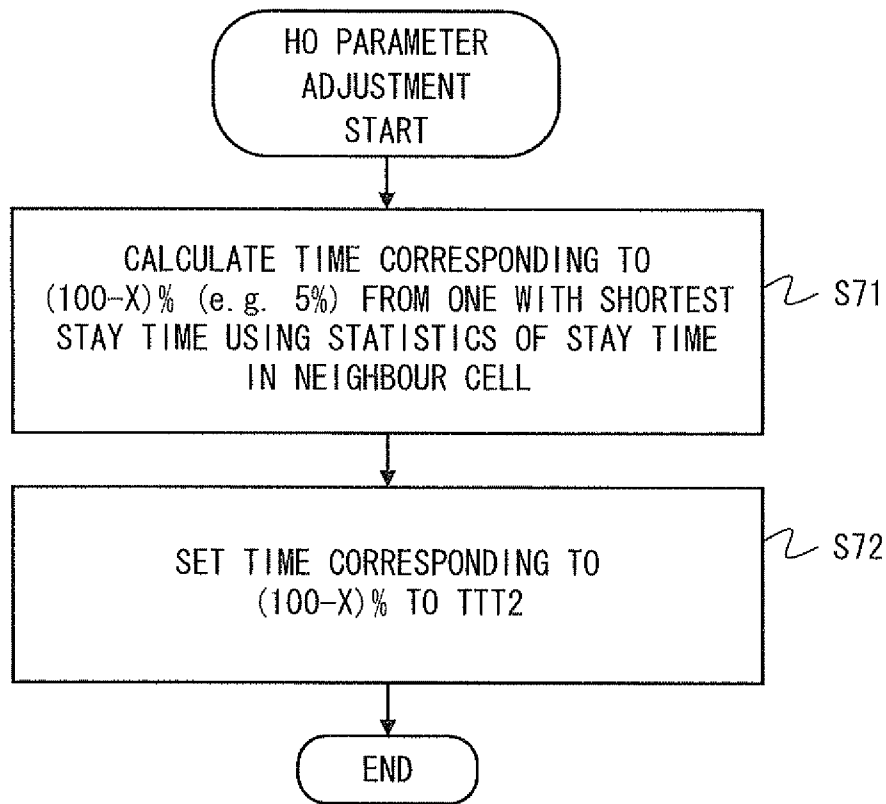 HO PARAMETER
ADJUSTMENT
START
CALCULATE TIME CORRESPONDING TO
(100-X)% (e.g. 5%) FROM ONE WITH SHORTEST
STAY TIME USING STATISTICS OF STAY TIME
IN NEIGHBOUR CELL
S71
SET TIME CORRESPONDING TO
(100-X)% TO TTT2
S72
END